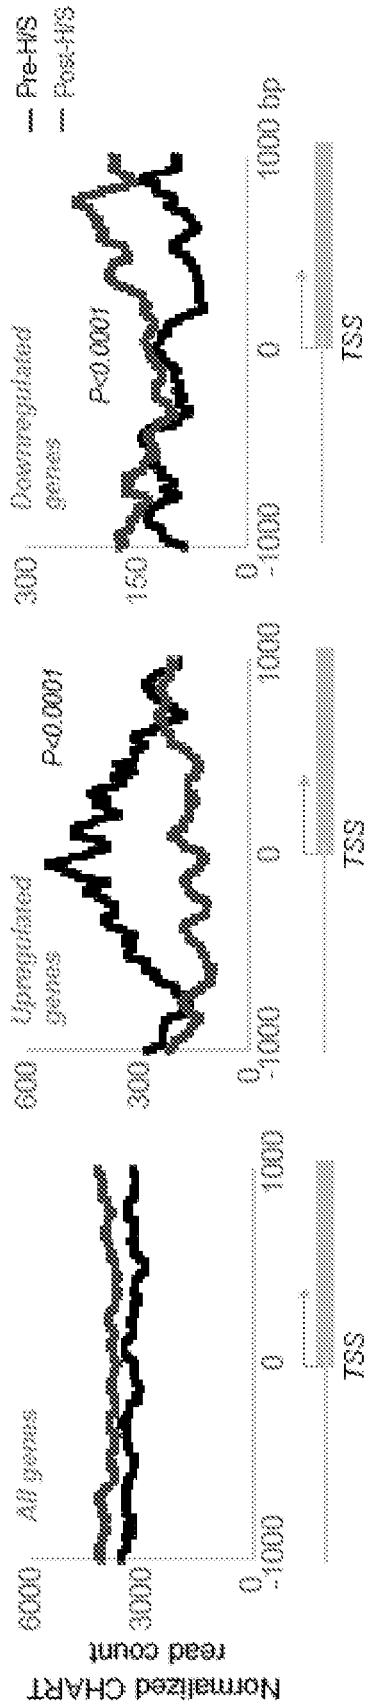 Normalized CHART
read count
All genes
6000
3000
0
-1000
0
1000
TSS
Upregulated
genes
P<0.0001
600
300
0
-1000
0
1000
TSS
Downregulated
genes
P<0.0001
300
150
0
-1000
0
1000 bp
TSS
Pre-H/S
Post-H/S